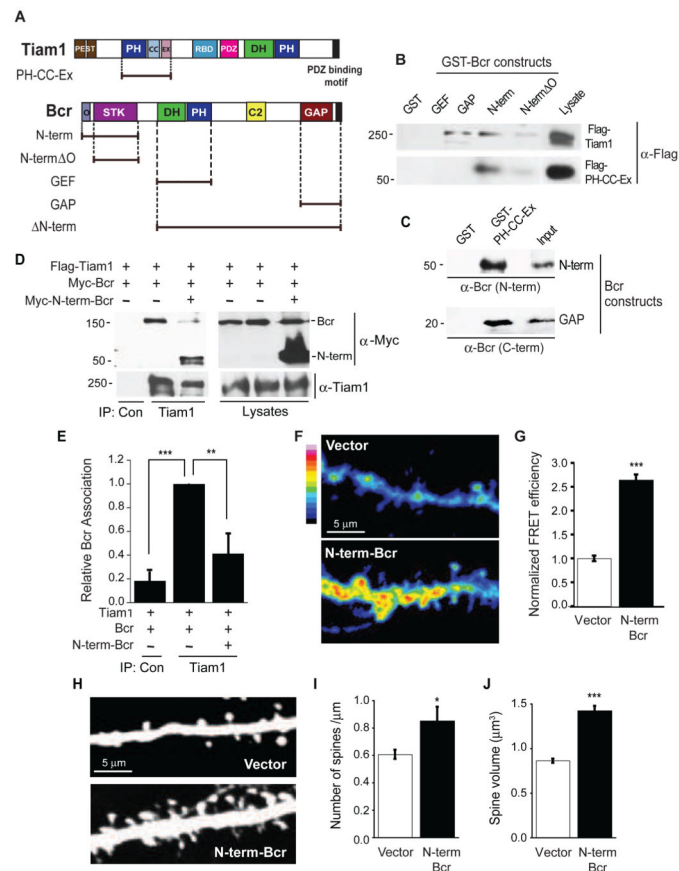 A
Tiam1
PEST PH CC EX RBD PDZ DH PH
PH-CC-Ex
PDZ binding
motif
Bcr
O STK DH PH C2 GAP
N-term
N-termΔO
GEF
GAP
ΔN-term
B
GST-Bcr constructs
GST GEF GAP N-term N-termΔO Lysate
250
Flag-
Tiam1
50
Flag-
PH-CC-Ex
α-Flag
C
GST GST-PH-CC-Ex Input
50 N-term
α-Bcr (N-term)
20 GAP
α-Bcr (C-term)
Bcr
constructs
D
Flag-Tiam1 + + + + + +
Myc-Bcr + + + + + +
Myc-N-term-Bcr − − + − − +
150 Bcr
50 N-term
α-Myc
250 α-Tiam1
IP: Con Tiam1 Lysates
E
*** **
Relative Bcr Association
1.2
1.0
0.8
0.6
0.4
0.2
0
Tiam1 + + +
Bcr + + +
N-term-Bcr − − +
IP: Con Tiam1
F
Vector
5 μm
N-term-Bcr
G
Normalized FRET efficiency
3.0
2.5
2.0
1.5
1.0
0.5
0
***
Vector N-term
Bcr
H
5 μm
Vector
N-term-Bcr
I
Number of spines /μm
1.0
0.8
0.6
0.4
0.2
0
*
Vector N-term
Bcr
J
Spine volume (μm³)
1.5
1.0
0.5
0
***
Vector N-term
Bcr